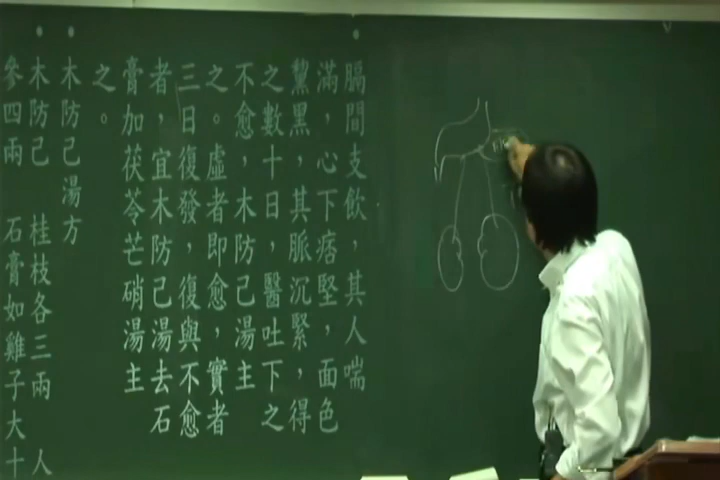 膈間支飲，其人喘
滿，心下痞堅，面色
黧黑，其脈沉緊，得
之數十日，醫吐下之
不愈，木防己湯主
之。虛者即愈，實者
三日復發，復與不愈
者，宜木防己湯去石
膏加茯苓芒硝湯主
之。
木防己湯方
木防己 桂枝各三兩 人
參四兩 石膏如雞子大十